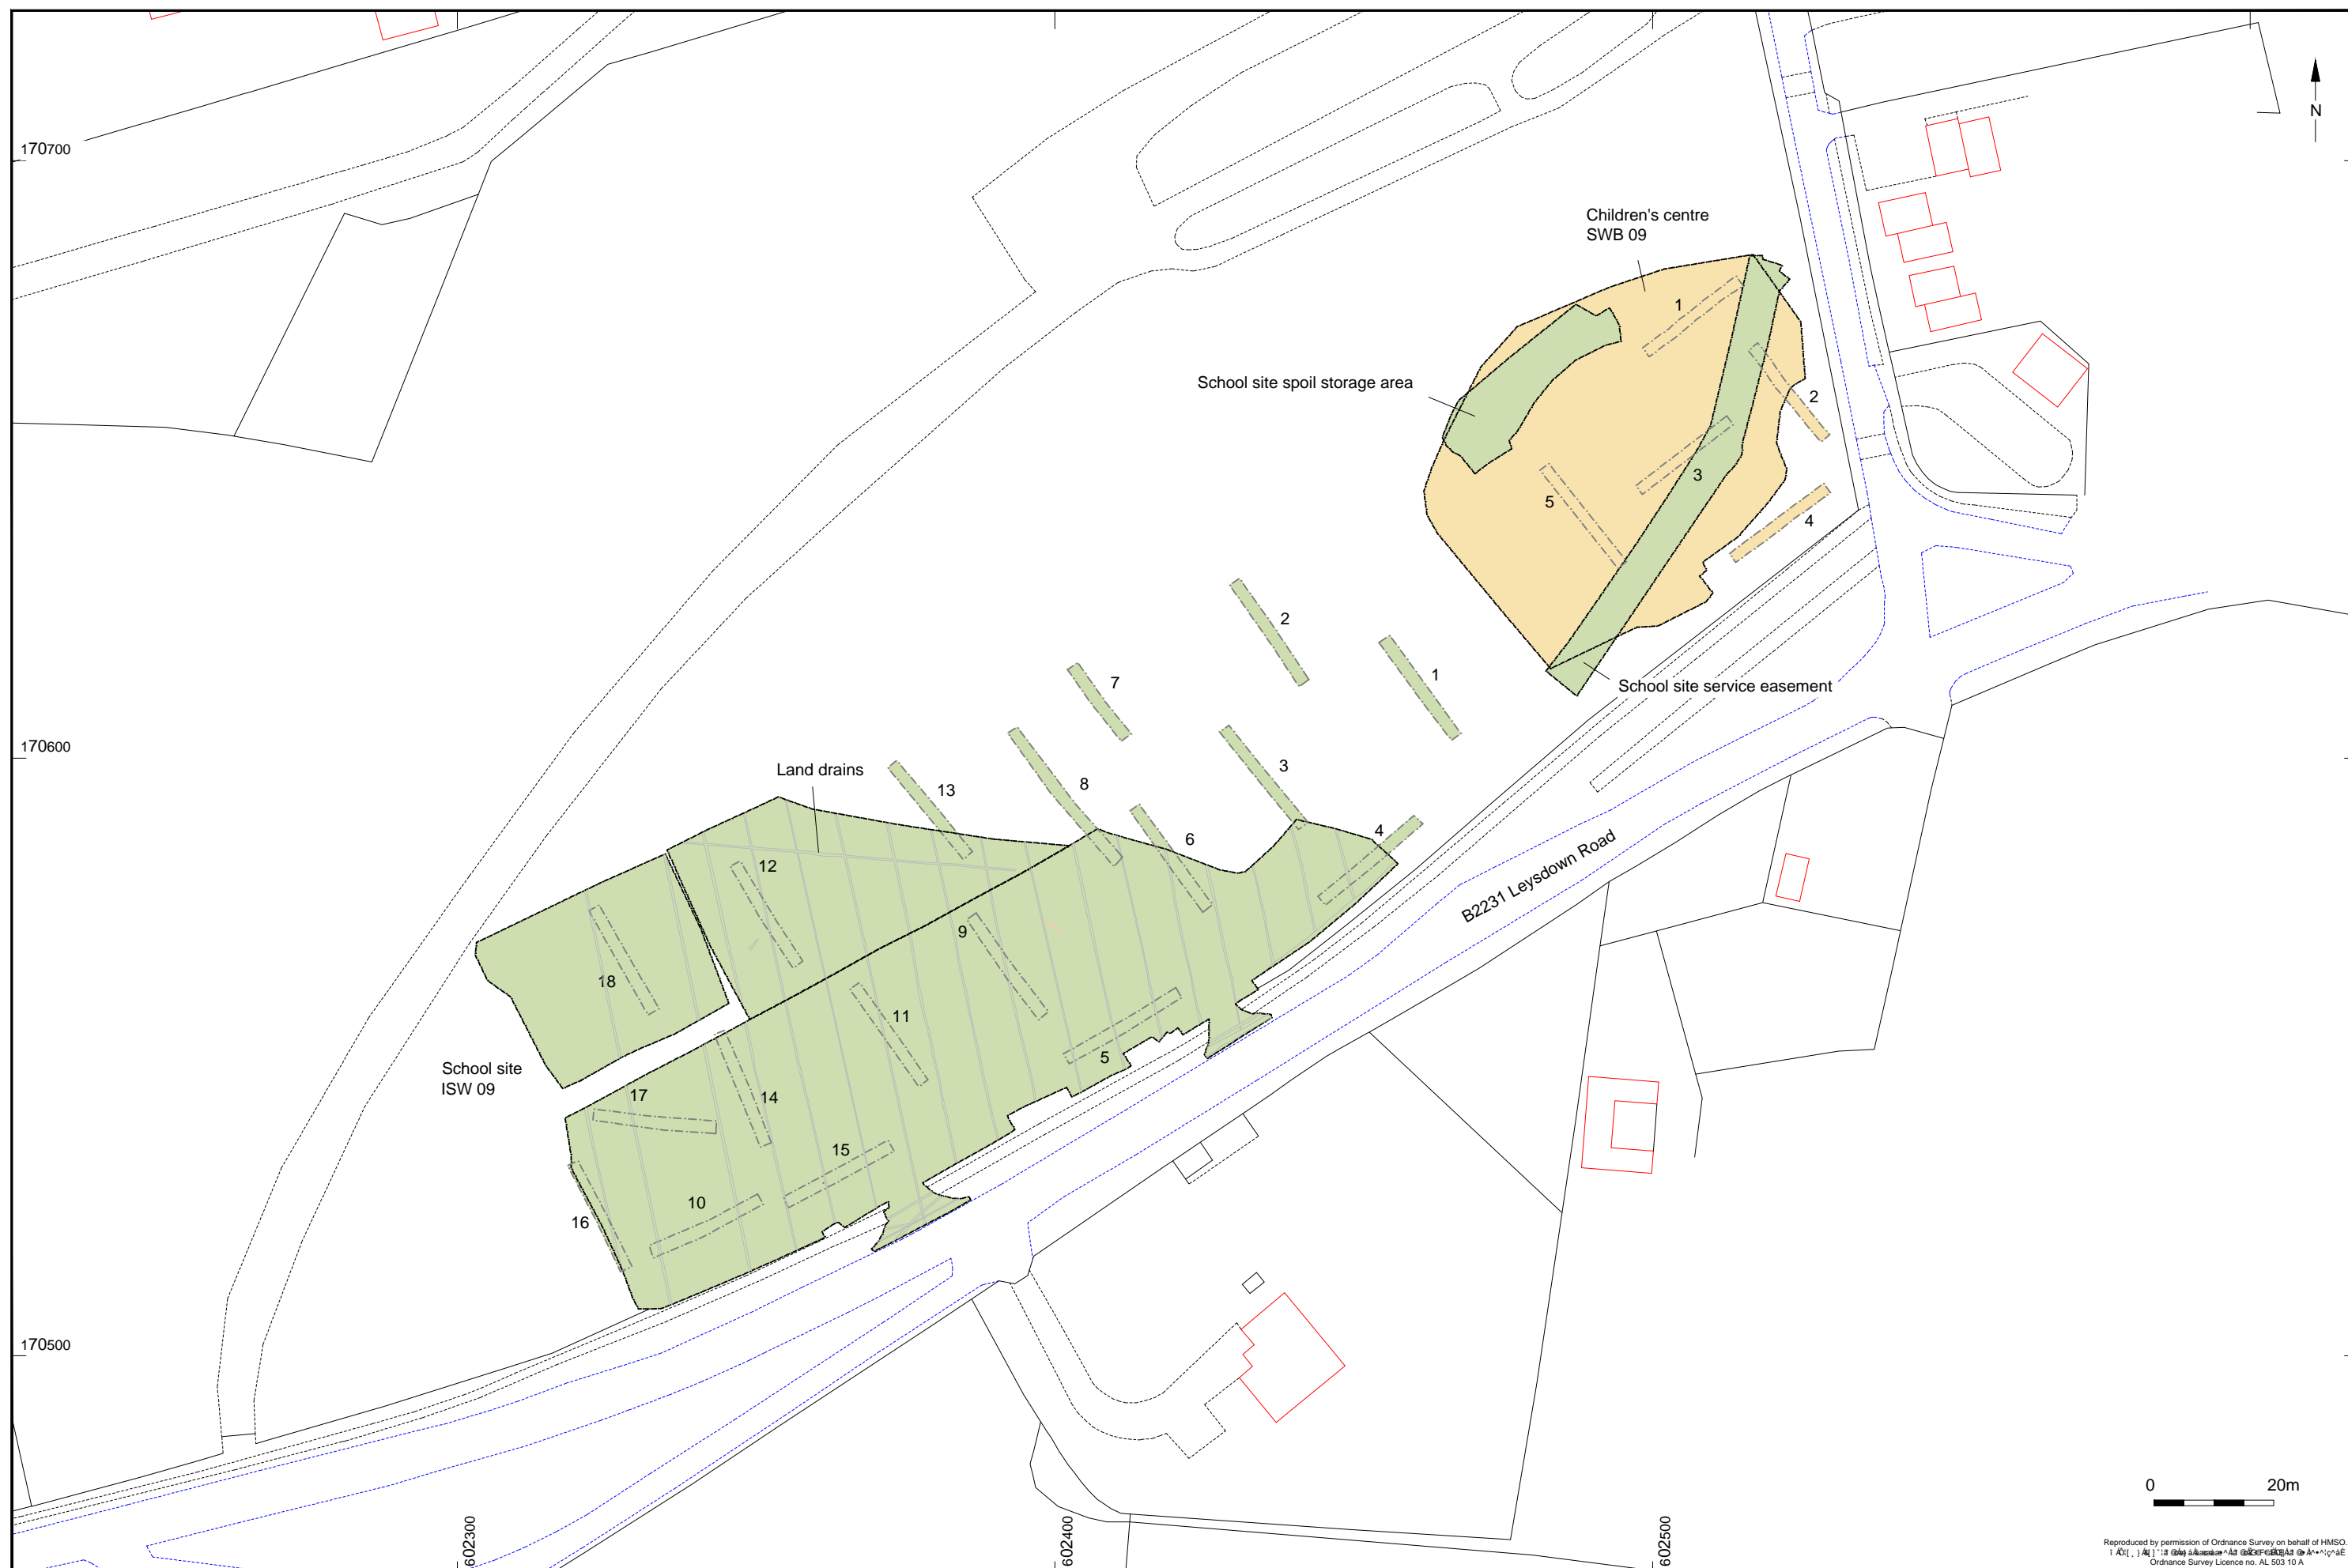 170700
N
Children's centre
SWB 09
1
School site spoil storage area
2
3
5
4
2
1
7
School site service easement
170600
Land drains
13
8
3
6
4
12
B2231 Leysdown Road
9
18
11
5
School site
ISW 09
17
14
15
10
16
170500
0 20m
602300
602400
602500
Reproduced by permission of Ordnance Survey on behalf of HMSO.
Ordnance Survey Licence no. AL 503 10 A